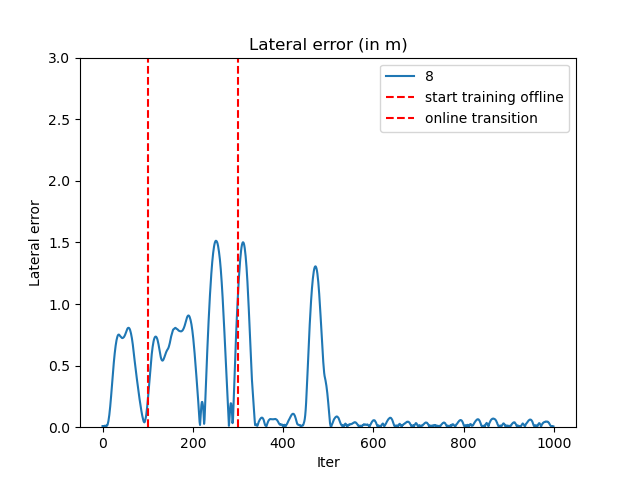 Lateral error (in m)
3.0
2.5
2.0
1.5
1.0
0.5
0.0
Lateral error
8
start training offline
online transition
0 200 400 600 800 1000
Iter